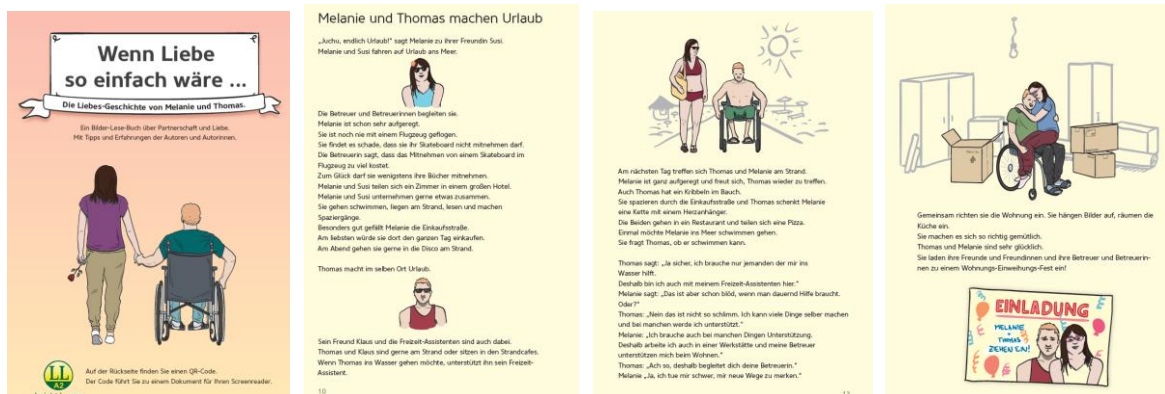 Wenn Liebe
so einfach wäre ...
Die Liebes-Geschichte von Melanie und Thomas.
Ein Bilder-Lese-Buch über Partnerschaft und Liebe.
Mit Tipps und Erfahrungen der Autoren und Autorinnen.
LL
A2
Auf der Rückseite finden Sie einen QR-Code.
Der Code führt Sie zu einem Dokument für Ihren Screenreader.
Melanie und Thomas machen Urlaub
„Juchu, endlich Urlaub!" sagt Melanie zu ihrer Freundin Susi.
Melanie und Susi fahren auf Urlaub ans Meer.
Die Betreuer und Betreuerinnen begleiten sie.
Melanie ist schon sehr aufgeregt.
Sie ist noch nie mit einem Flugzeug geflogen.
Sie findet es schade, dass sie ihr Skateboard nicht mitnehmen darf.
Die Betreuerin sagt, dass das Mitnehmen von einem Skateboard im
Flugzeug zu viel kostet.
Zum Glück darf sie wenigstens ihre Bücher mitnehmen.
Melanie und Susi teilen sich ein Zimmer in einem großen Hotel.
Melanie und Susi unternehmen gerne etwas zusammen.
Sie gehen schwimmen, liegen am Strand, lesen und machen
Spaziergänge.
Besonders gut gefällt Melanie die Einkaufsstraße.
Am liebsten würde sie dort den ganzen Tag einkaufen.
Am Abend gehen sie gerne in die Disco am Strand.
Thomas macht im selben Ort Urlaub.
Sein Freund Klaus und die Freizeit-Assistenten sind auch dabei.
Thomas und Klaus sind gerne am Strand oder sitzen in den Strandcafes.
Wenn Thomas ins Wasser gehen möchte, unterstützt ihn sein Freizeit-
Assistent.
10
Am nächsten Tag treffen sich Thomas und Melanie am Strand.
Melanie ist ganz aufgeregt und freut sich, Thomas wieder zu treffen.
Auch Thomas hat ein Kribbeln im Bauch.
Sie spazieren durch die Einkaufsstraße und Thomas schenkt Melanie
eine Kette mit einem Herzanhänger.
Die Beiden gehen in ein Restaurant und teilen sich eine Pizza.
Einmal möchte Melanie ins Meer schwimmen gehen.
Sie fragt Thomas, ob er schwimmen kann.
Thomas sagt: „Ja sicher, ich brauche nur jemanden der mir ins
Wasser hilft.
Deshalb bin ich auch mit meinem Freizeit-Assistenten hier."
Melanie sagt: „Das ist aber schon blöd, wenn man dauernd Hilfe braucht.
Oder?"
Thomas: „Nein das ist nicht so schlimm. Ich kann viele Dinge selber machen
und bei manchen werde ich unterstützt."
Melanie: „Ich brauche auch bei manchen Dingen Unterstützung.
Deshalb arbeite ich auch in einer Werkstätte und meine Betreuer
unterstützen mich beim Wohnen."
Thomas: „Ach so, deshalb begleitet dich deine Betreuerin."
Melanie „Ja, ich tue mir schwer, mir neue Wege zu merken."
Gemeinsam richten sie die Wohnung ein. Sie hängen Bilder auf, räumen die
Küche ein.
Sie machen es sich so richtig gemütlich.
Thomas und Melanie sind sehr glücklich.
Sie laden ihre Freunde und Freundinnen und ihre Betreuer und Betreuerin-
nen zu einem Wohnungs-Einweihungs-Fest ein!
EINLADUNG
MELANIE
+
THOMAS
ZIEHEN EIN!